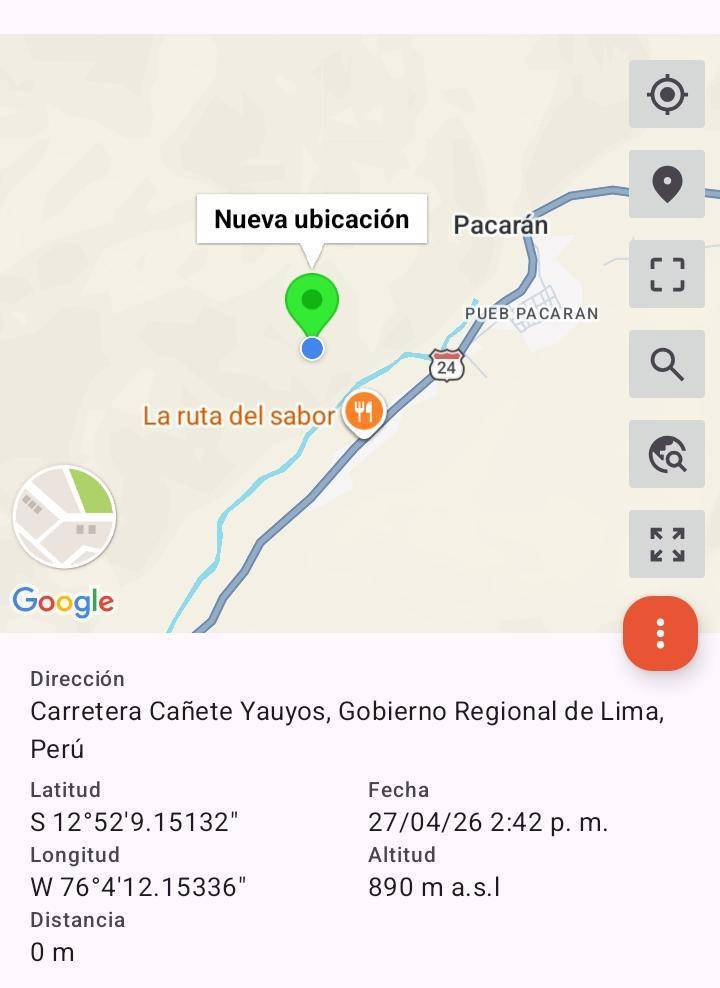 Nueva ubicación
Pacarán
PUEB PACARAN
24
La ruta del sabor
Google
Dirección
Carretera Cañete Yauyos, Gobierno Regional de Lima,
Perú
Latitud
S 12°52'9.15132"
Fecha
27/04/26 2:42 p. m.
Longitud
W 76°4'12.15336"
Altitud
890 m a.s.l
Distancia
0 m